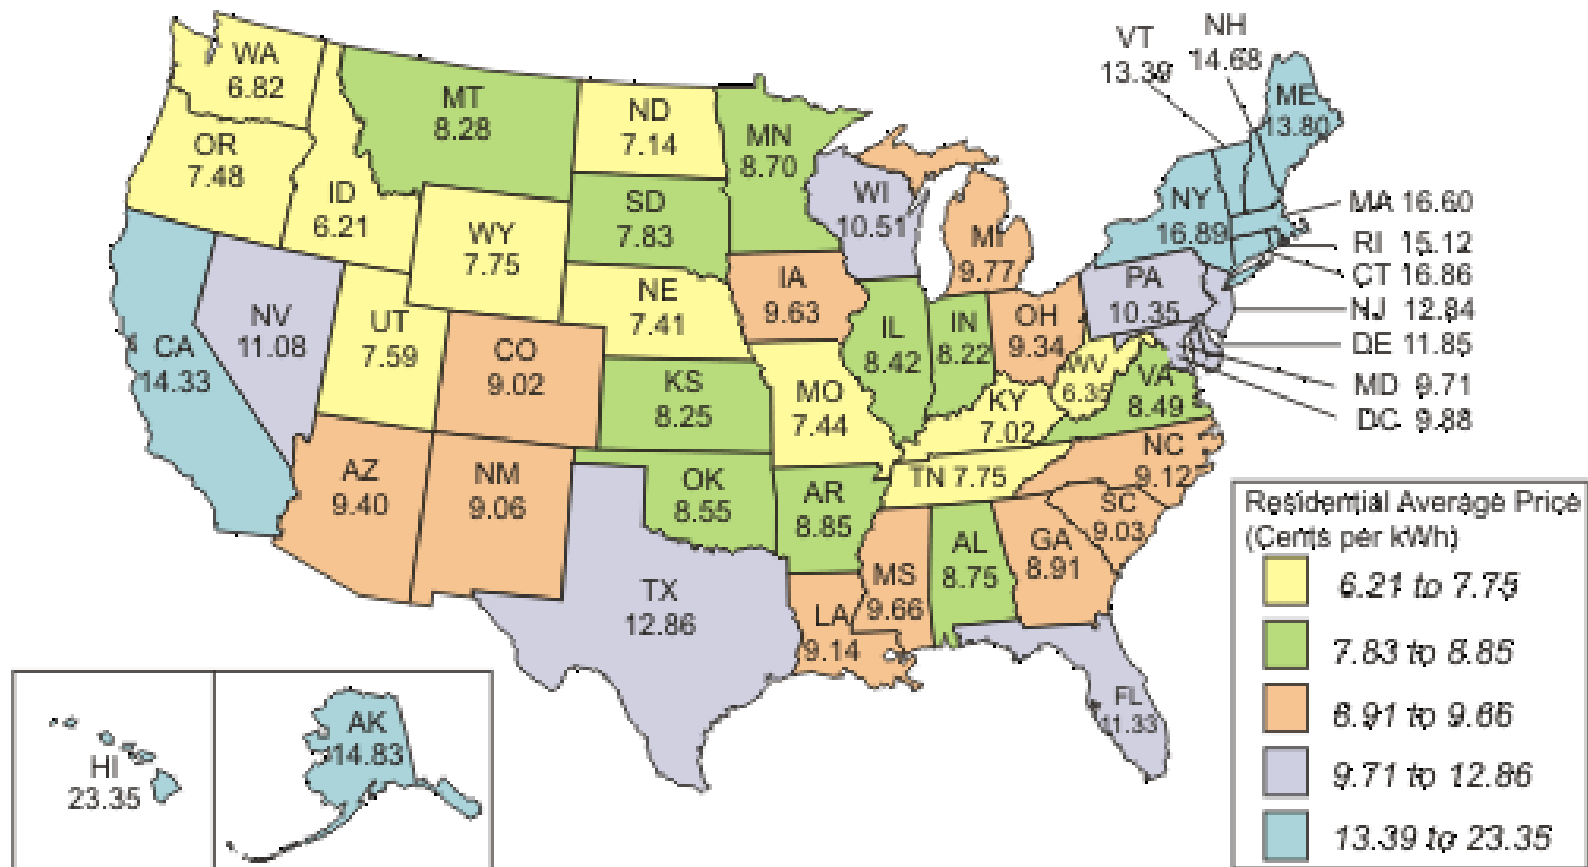 WA
6.82
OR
7.48
CA
14.33
ID
6.21
NV
11.08
MT
8.28
WY
7.75
UT
7.59
CO
9.02
AZ
9.40
NM
9.06
ND
7.14
SD
7.83
NE
7.41
KS
8.25
OK
8.55
TX
12.86
MN
8.70
IA
9.63
MO
7.44
AR
8.85
LA
9.14
WI
10.51
IL
8.42
MI
9.77
IN
8.22
OH
9.34
KY
7.02
TN 7.75
MS
9.66
AL
8.75
GA
8.91
FL
11.33
SC
9.03
NC
9.12
VA
8.49
WV
6.35
PA
10.35
NY
16.89
VT
13.39
NH
14.68
ME
13.80
MA 16.60
RI 15.12
CT 16.86
NJ 12.84
DE 11.85
MD 9.71
DC 9.88
HI
23.35
AK
14.83
Residential Average Price
(Cents per kWh)
6.21 to 7.75
7.83 to 8.85
8.91 to 9.66
9.71 to 12.86
13.39 to 23.35